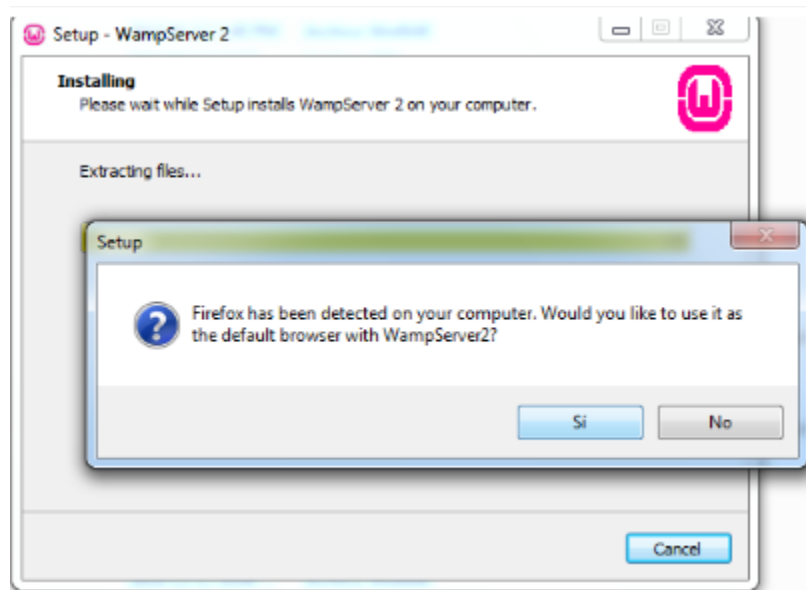 Setup - WampServer 2
Installing
Please wait while Setup installs WampServer 2 on your computer.
Extracting files...
Setup
Firefox has been detected on your computer. Would you like to use it as
the default browser with WampServer2?
Sí
No
Cancel